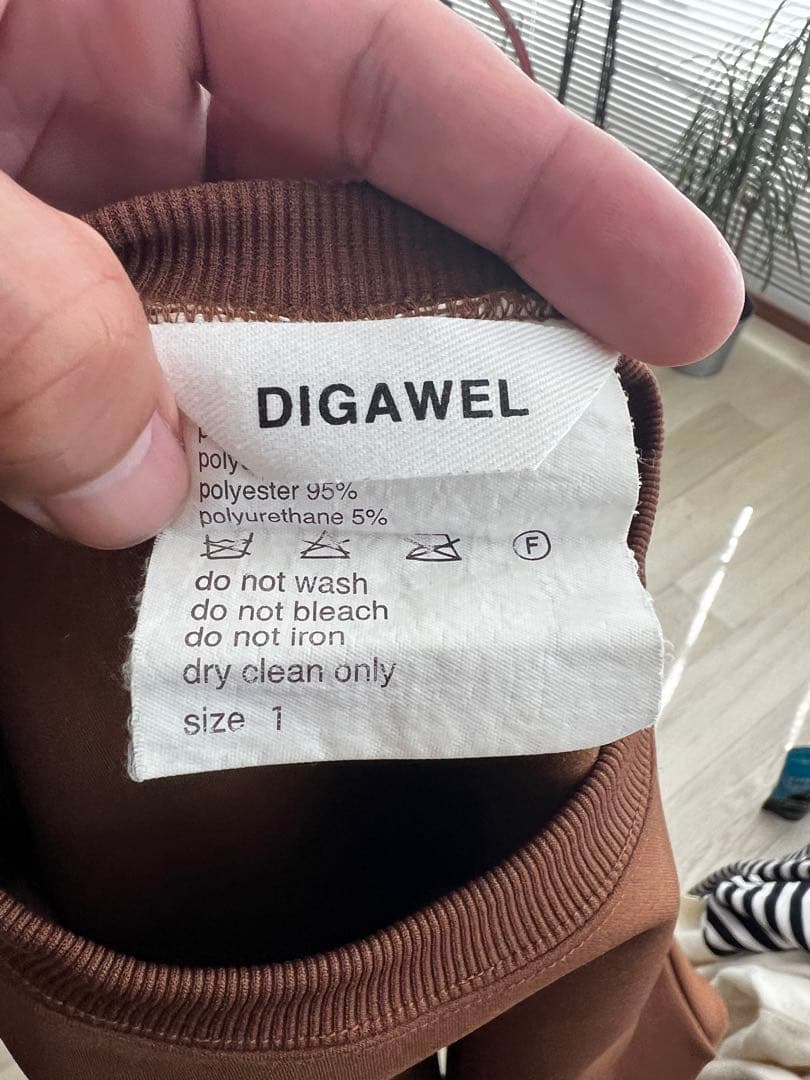 DIGAWEL
polyester 95%
polyurethane 5%
F
do not wash
do not bleach
do not iron
dry clean only
size 1